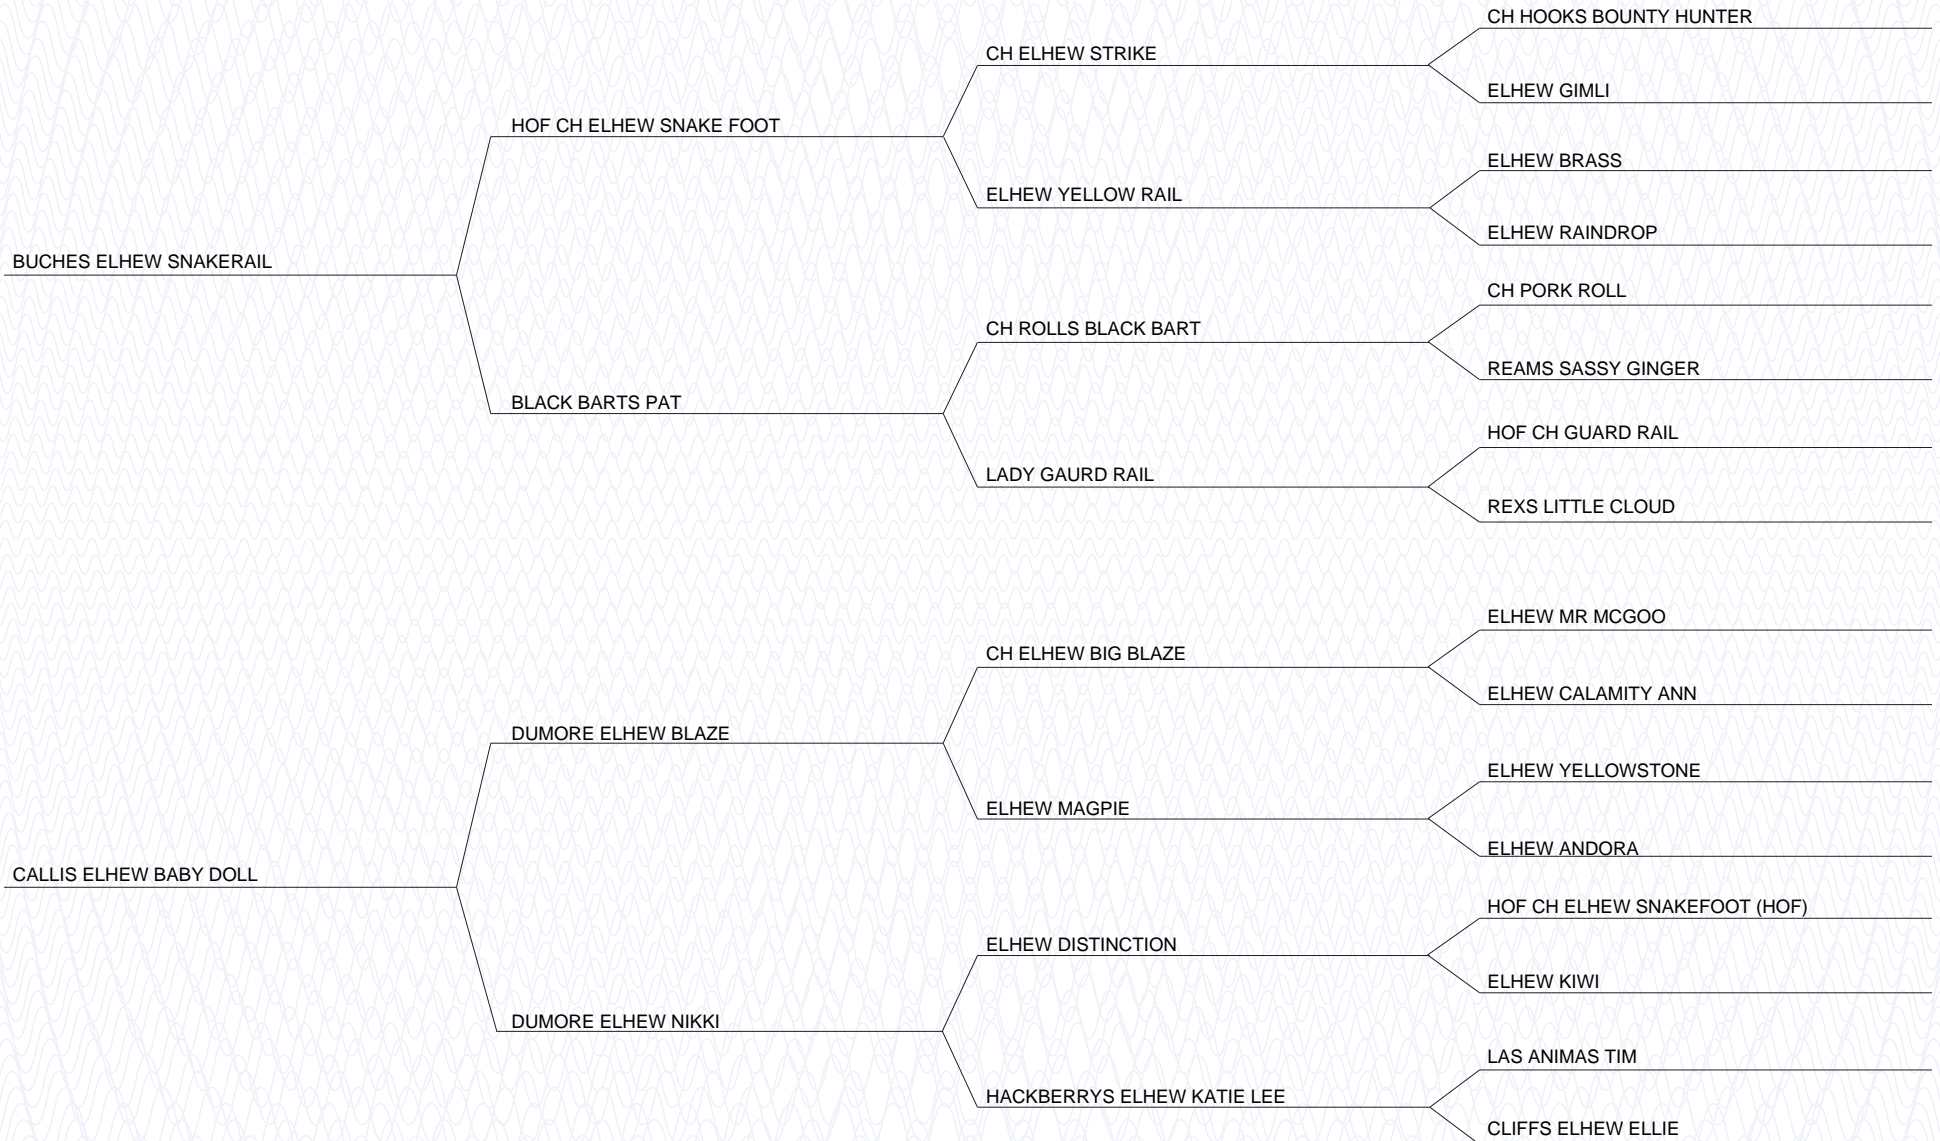 CH HOOKS BOUNTY HUNTER
CH ELHEW STRIKE
ELHEW GIMLI
HOF CH ELHEW SNAKE FOOT
ELHEW BRASS
ELHEW YELLOW RAIL
ELHEW RAINDROP
BUCHES ELHEW SNAKERAIL
CH PORK ROLL
CH ROLLS BLACK BART
REAMS SASSY GINGER
BLACK BARTS PAT
HOF CH GUARD RAIL
LADY GAURD RAIL
REXS LITTLE CLOUD
ELHEW MR MCGOO
CH ELHEW BIG BLAZE
ELHEW CALAMITY ANN
DUMORE ELHEW BLAZE
ELHEW YELLOWSTONE
ELHEW MAGPIE
ELHEW ANDORA
CALLIS ELHEW BABY DOLL
HOF CH ELHEW SNAKEFOOT (HOF)
ELHEW DISTINCTION
ELHEW KIWI
DUMORE ELHEW NIKKI
LAS ANIMAS TIM
HACKBERRYS ELHEW KATIE LEE
CLIFFS ELHEW ELLIE